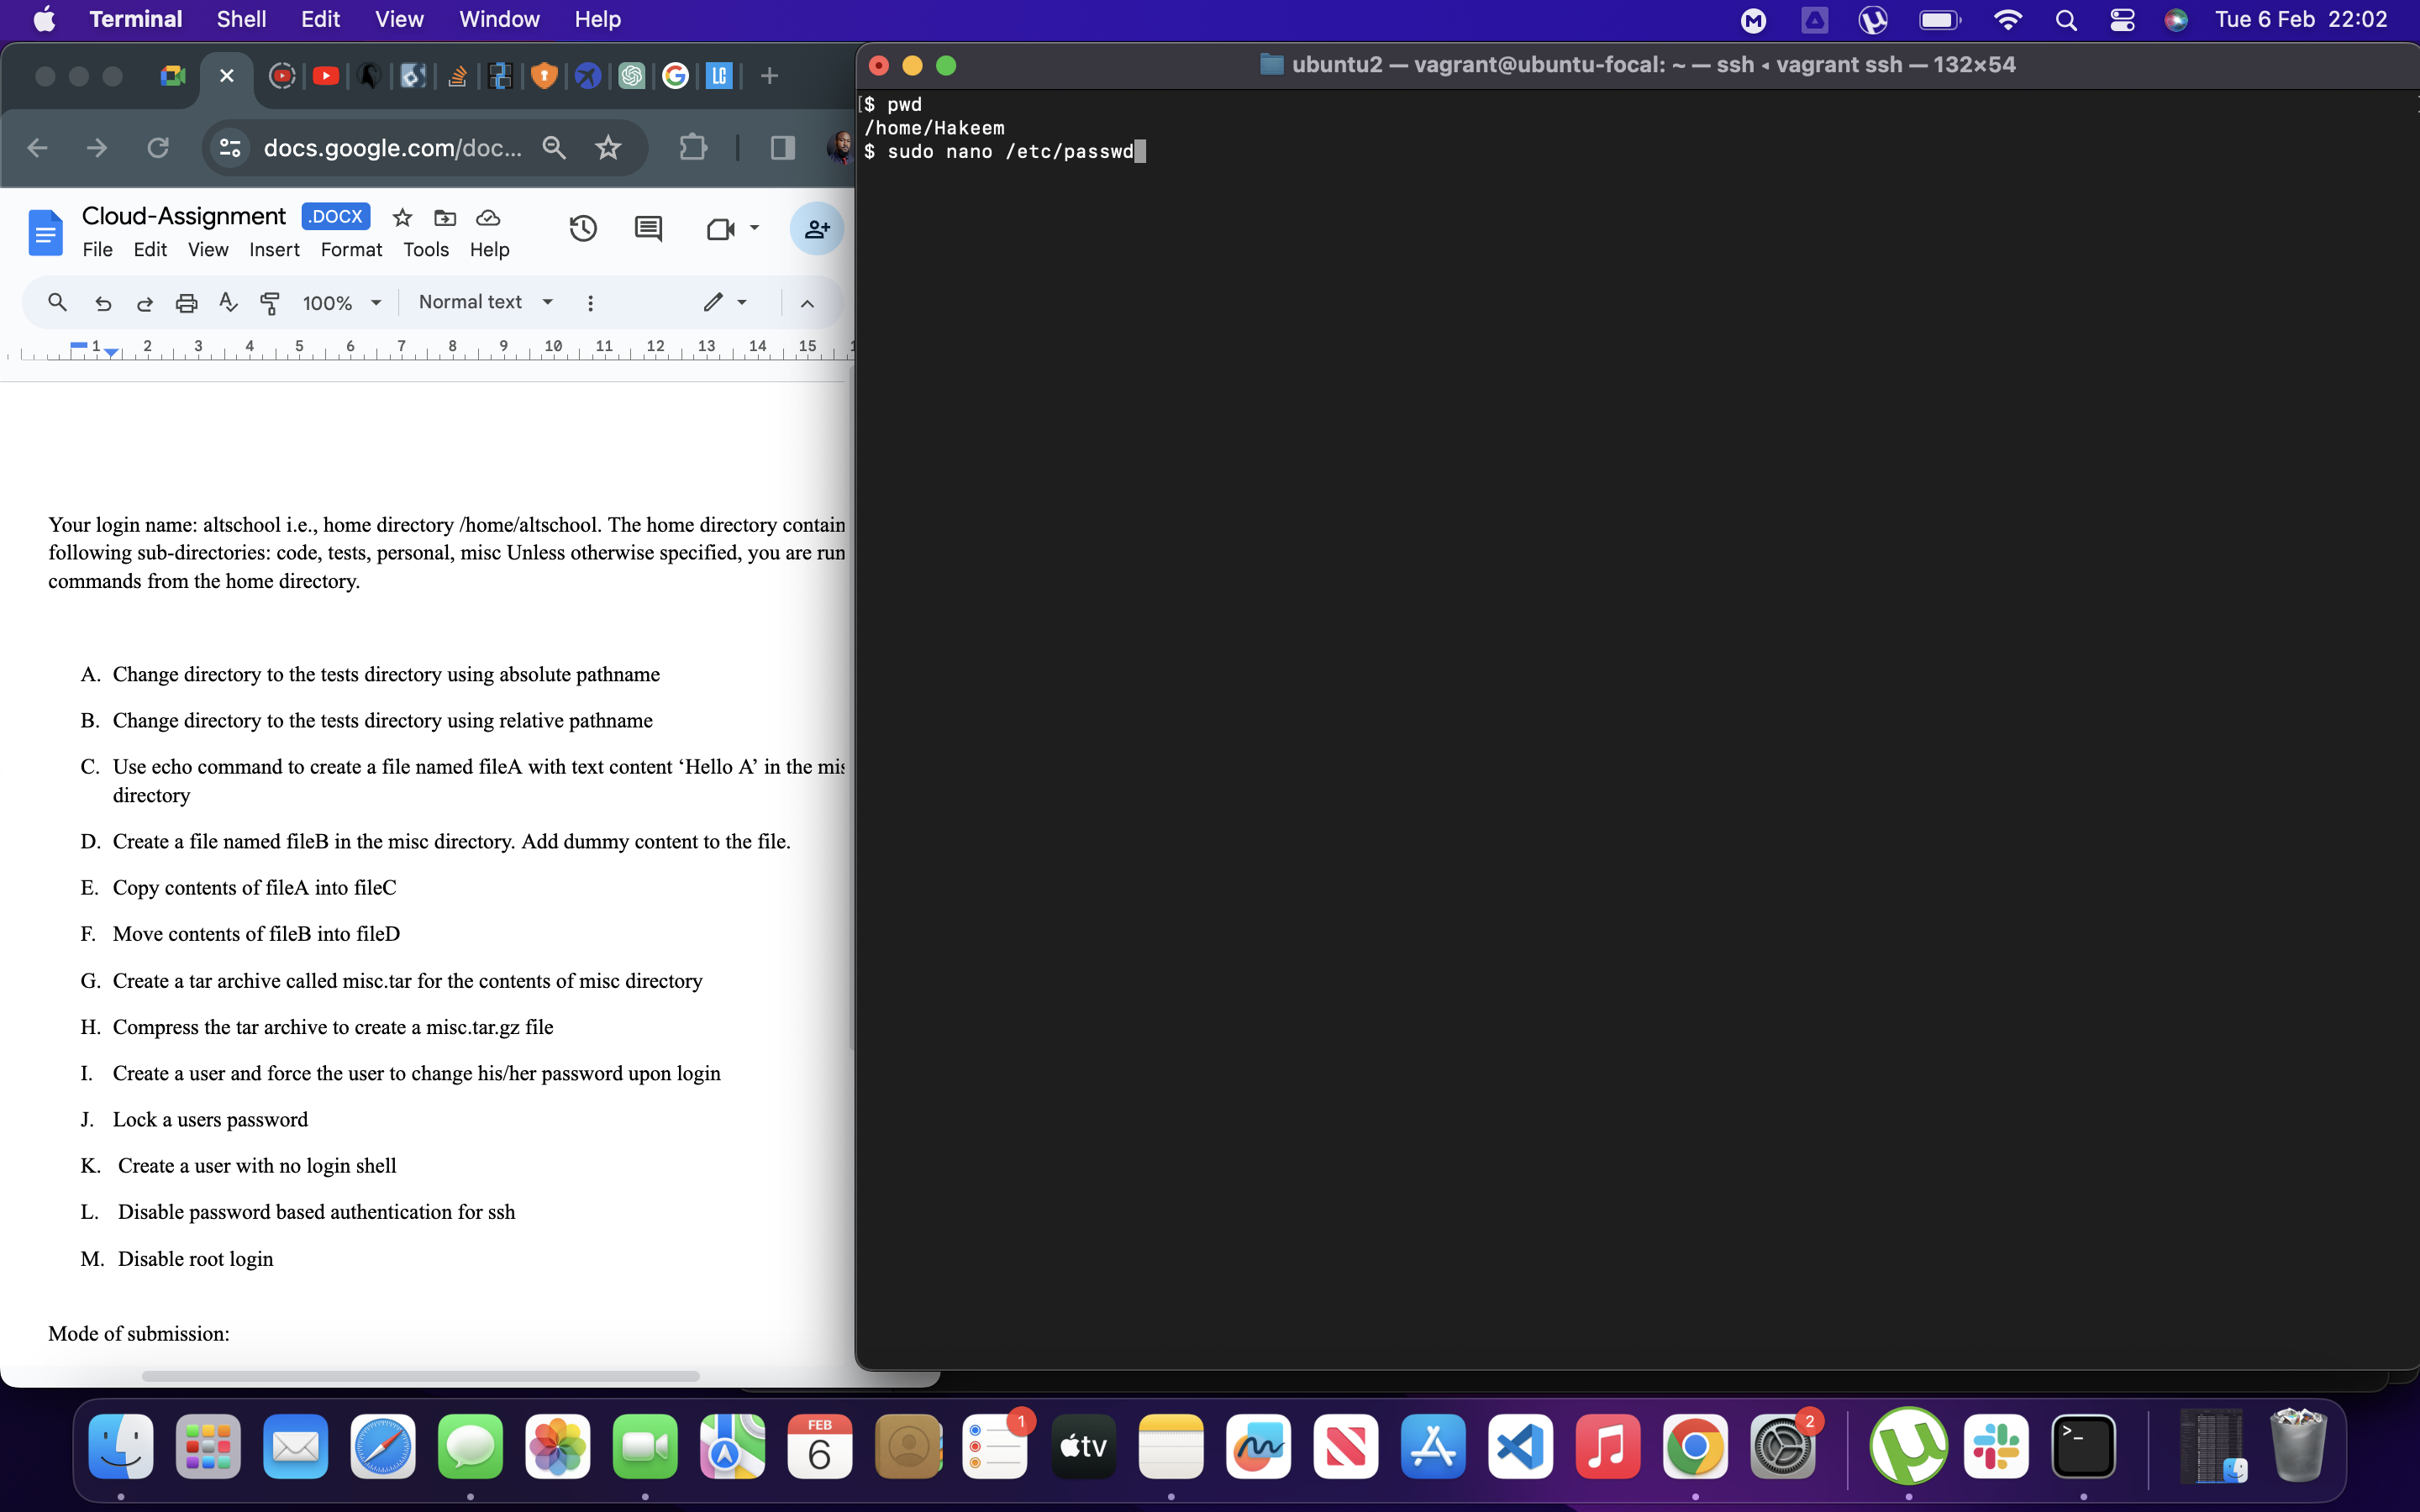 Terminal Shell Edit View Window Help
Tue 6 Feb 22:02
docs.google.com/doc...
Cloud-Assignment .DOCX
File Edit View Insert Format Tools Help
100% Normal text
1 2 3 4 5 6 7 8 9 10 11 12 13 14 15
Your login name: altschool i.e., home directory /home/altschool. The home directory contain
following sub-directories: code, tests, personal, misc Unless otherwise specified, you are run
commands from the home directory.
A. Change directory to the tests directory using absolute pathname
B. Change directory to the tests directory using relative pathname
C. Use echo command to create a file named fileA with text content ‘Hello A’ in the mis
directory
D. Create a file named fileB in the misc directory. Add dummy content to the file.
E. Copy contents of fileA into fileC
F. Move contents of fileB into fileD
G. Create a tar archive called misc.tar for the contents of misc directory
H. Compress the tar archive to create a misc.tar.gz file
I. Create a user and force the user to change his/her password upon login
J. Lock a users password
K. Create a user with no login shell
L. Disable password based authentication for ssh
M. Disable root login
Mode of submission:
ubuntu2 — vagrant@ubuntu-focal: ~ — ssh ◂ vagrant ssh — 132×54
[$ pwd
/home/Hakeem
$ sudo nano /etc/passwd
FEB
6
1
tv
2